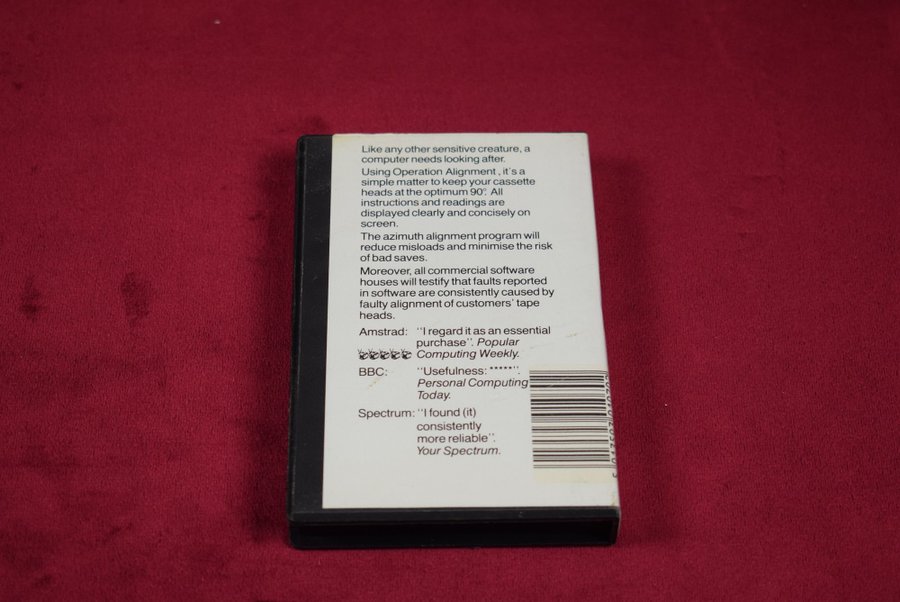 Like any other sensitive creature, a
computer needs looking after.
Using Operation Alignment, it's a
simple matter to keep your cassette
heads at the optimum 90°. All
instructions and readings are
displayed clearly and concisely on
screen.
The azimuth alignment program will
reduce misloads and minimise the risk
of bad saves.
Moreover, all commercial software
houses will testify that faults reported
in software are consistently caused by
faulty alignment of customers' tape
heads.
Amstrad: "I regard it as an essential
purchase". Popular
Computing Weekly.
BBC: "Usefulness: *****".
Personal Computing
Today.
Spectrum: "I found (it)
consistently
more reliable".
Your Spectrum.